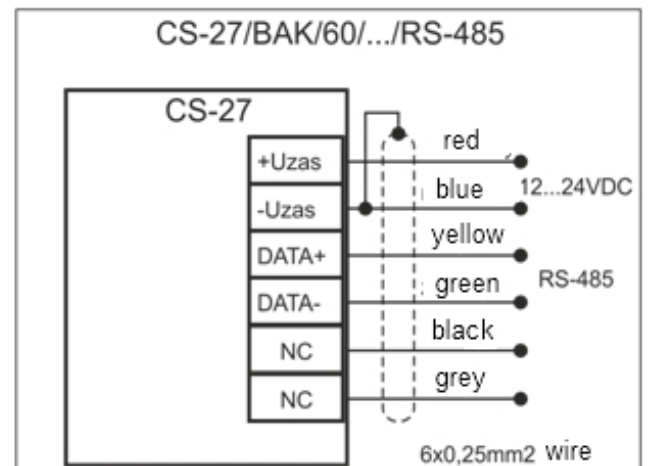 CS-27/BAK/60/.../RS-485
CS-27
+Uzas
red
12...24VDC
-Uzas
blue
DATA+
yellow
RS-485
DATA-
green
NC
black
NC
grey
6x0,25mm2 wire